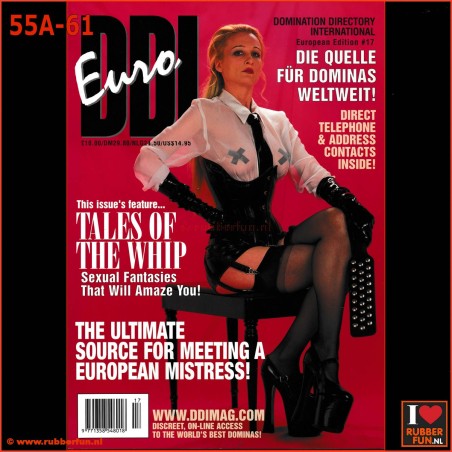 55A-61
DDI
Euro
DOMINATION DIRECTORY
INTERNATIONAL
European Edition #17
DIE QUELLE
FÜR DOMINAS
WELTWEIT!
DIRECT
TELEPHONE
& ADDRESS
CONTACTS
INSIDE!
This issue's feature...
TALES OF
THE WHIP
Sexual Fantasies
That Will Amaze You!
THE ULTIMATE
SOURCE FOR MEETING A
EUROPEAN MISTRESS!
17
WWW.DDIMAG.COM
DISCREET, ON-LINE ACCESS
TO THE WORLD'S BEST DOMINAS!
© www.rubberfun.nl
I
RUBBER
FUN.NL